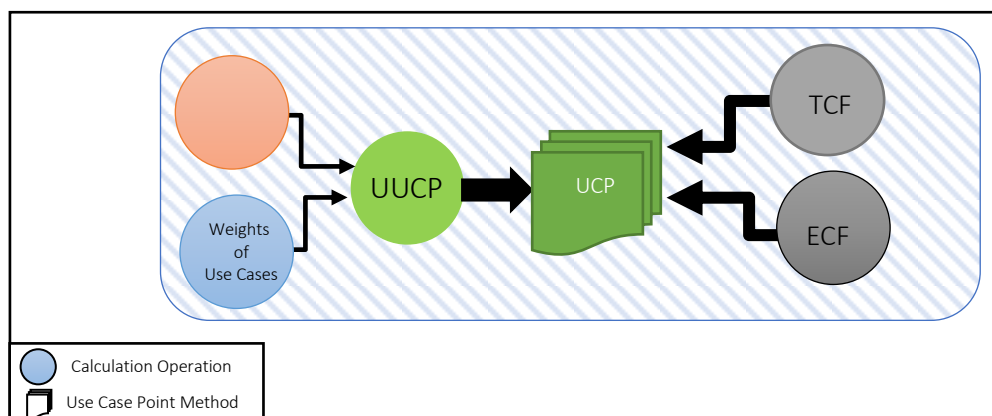 TCF
UUCP
UCP
Weights
of
Use Cases
ECF
Calculation Operation
Use Case Point Method